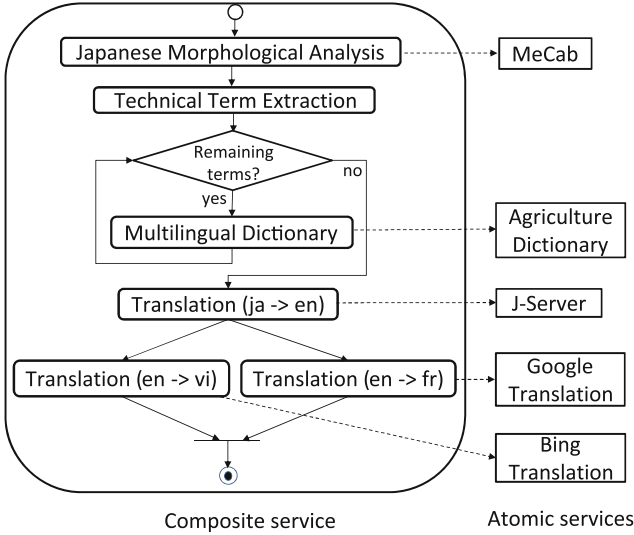 Japanese Morphological Analysis
MeCab
Technical Term Extraction
Remaining
terms?
no
yes
Multilingual Dictionary
Agriculture
Dictionary
Translation (ja -> en)
J-Server
Translation (en -> vi)
Translation (en -> fr)
Google
Translation
Bing
Translation
Composite service
Atomic services